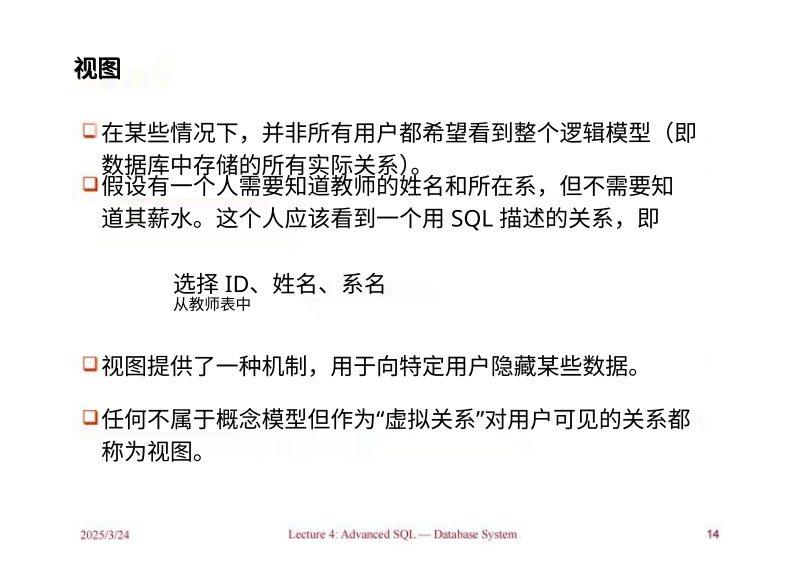 视图
在某些情况下，并非所有用户都希望看到整个逻辑模型（即
数据库中存储的所有实际关系）。
假设有一个人需要知道教师的姓名和所在系，但不需要知
道其薪水。这个人应该看到一个用 SQL 描述的关系，即
选择 ID、姓名、系名
从教师表中
视图提供了一种机制，用于向特定用户隐藏某些数据。
任何不属于概念模型但作为“虚拟关系”对用户可见的关系都
称为视图。
2025/3/24
Lecture 4: Advanced SQL — Database System
14